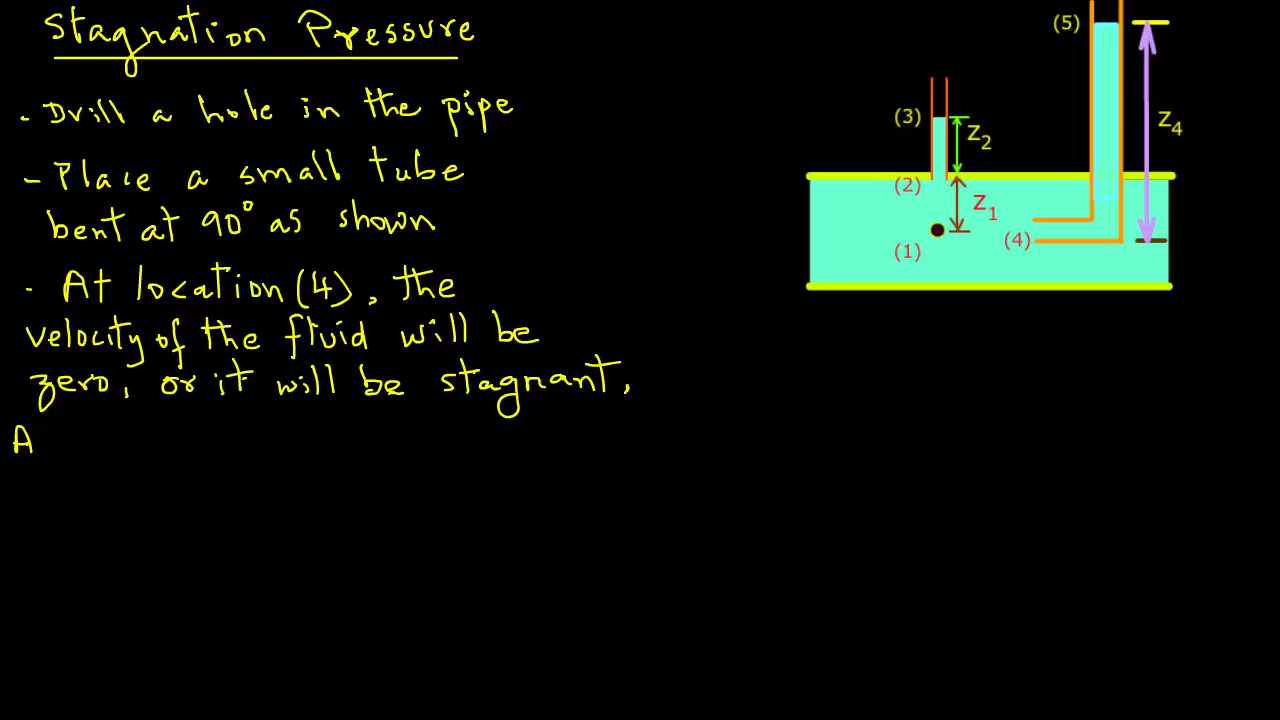 Stagnation Pressure
- Drill a hole in the pipe
- Place a small tube
bent at 90° as shown
- At location (4), the
velocity of the fluid will be
zero, or it will be stagnant.
A
(5)
(3)
z2
z4
(2)
z1
(4)
(1)